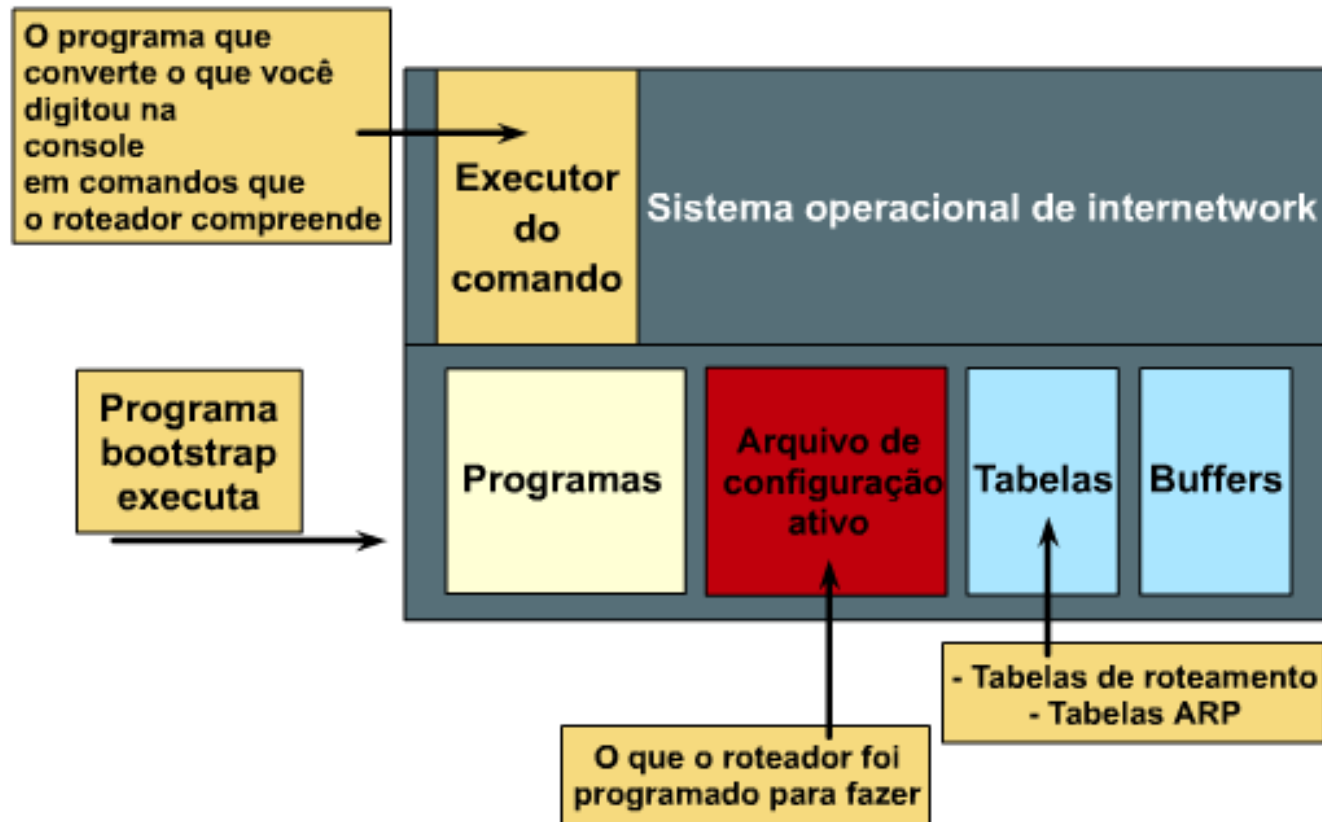 O programa que
converte o que você
digitou na
console
em comandos que
o roteador compreende
Executor
do
comando
Sistema operacional de internetwork
Programa
bootstrap
executa
Programas
Arquivo de
configuração
ativo
Tabelas
Buffers
- Tabelas de roteamento
- Tabelas ARP
O que o roteador foi
programado para fazer